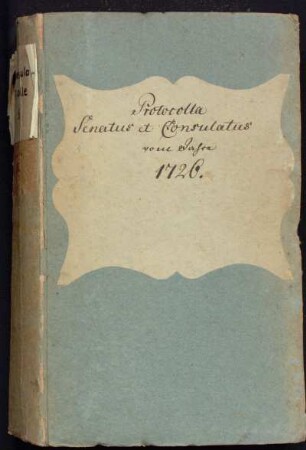 Protocolla
Senatus et Consulatus
vom Jahre
1726.